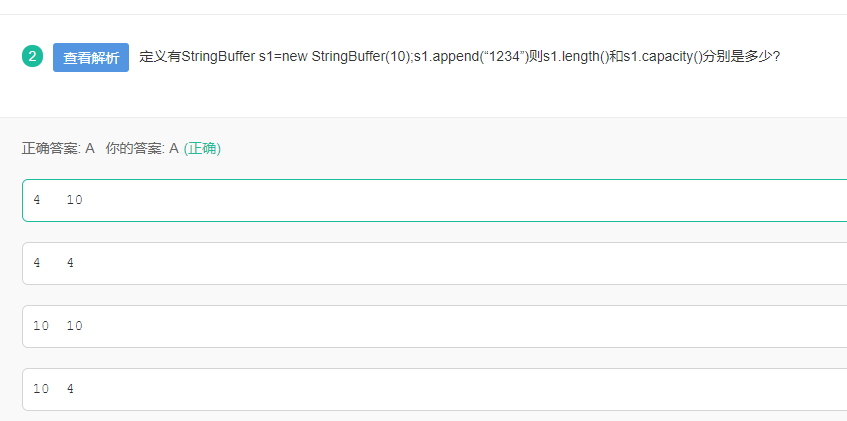 2 查看解析 定义有StringBuffer s1=new StringBuffer(10);s1.append(“1234”)则s1.length()和s1.capacity()分别是多少?
正确答案: A 你的答案: A (正确)
4 10
4 4
10 10
10 4